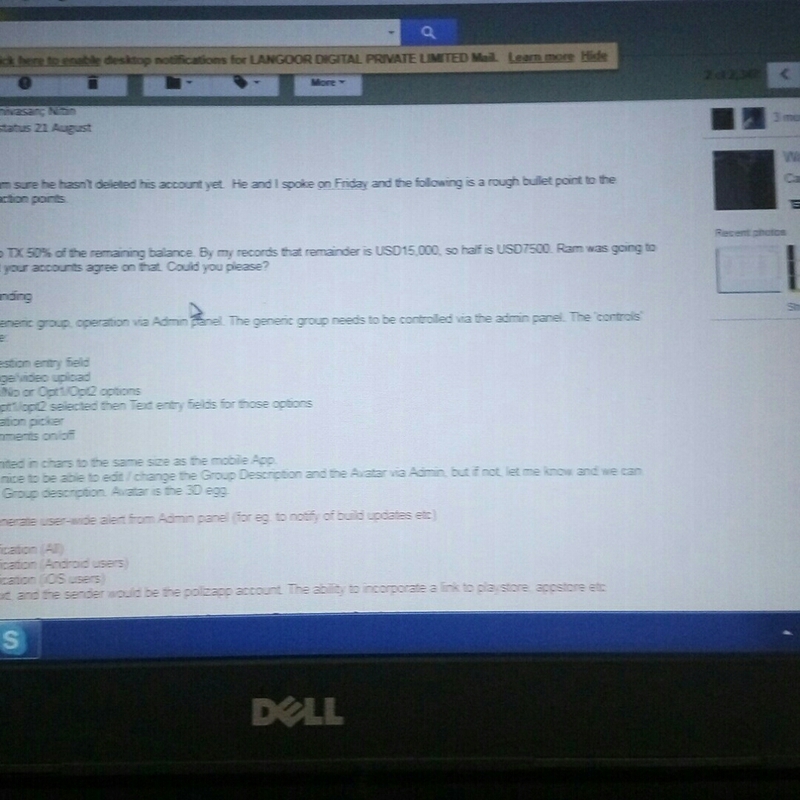 ick here to enable desktop notifications for LANGOOR DIGITAL PRIVATE LIMITED Mail. Learn more Hide
More
nivasan; Nitin
status 21 August
m sure he hasn't deleted his account yet. He and I spoke on Friday and the following is a rough bullet point to the
ction points.
o TX 50% of the remaining balance. By my records that remainder is USD15,000, so half is USD7500. Ram was going to
your accounts agree on that. Could you please?
nding
eneric group, operation via Admin panel. The generic group needs to be controlled via the admin panel. The 'controls'
e:
estion entry field
ge/video upload
/No or Opt1/Opt2 options
pt1/opt2 selected then Text entry fields for those options
ation picker
mments on/off
nited in chars to the same size as the mobile App.
nice to be able to edit / change the Group Description and the Avatar via Admin, but if not, let me know and we can
Group description. Avatar is the 3D egg.
nerate user-wide alert from Admin panel (for eg. to notify of build updates etc)
ication (All)
ication (Android users)
ication (iOS users)
xt, and the sender would be the pollzapp account. The ability to incorporate a link to playstore, appstore etc
3 mu
Wi
Ca
Recent photos
S
DELL